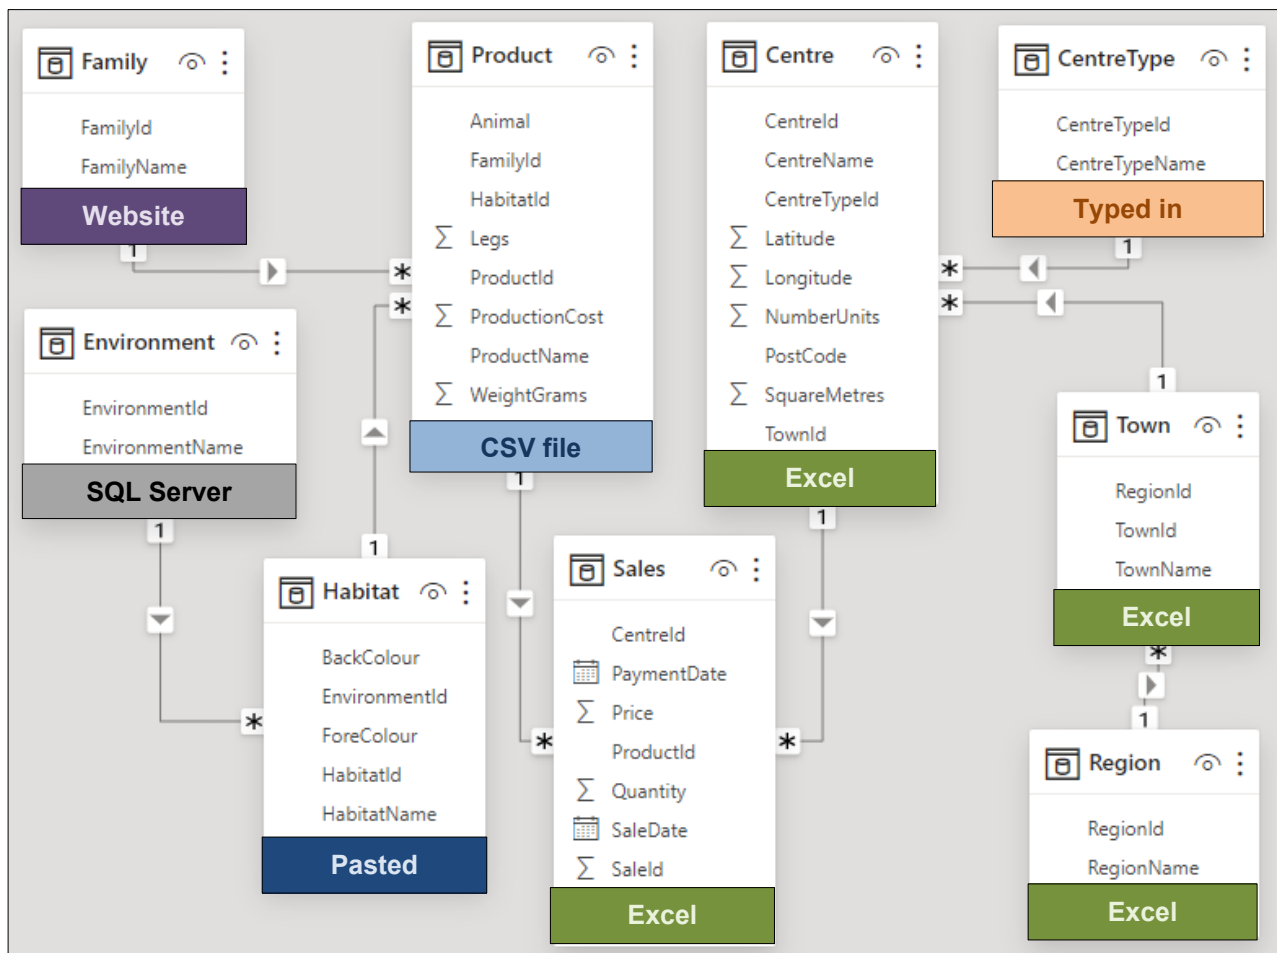 Family
FamilyId
FamilyName
Website
1
*
Product
Animal
FamilyId
HabitatId
Σ Legs
ProductId
Σ ProductionCost
ProductName
Σ WeightGrams
CSV file
1
*
Centre
CentreId
CentreName
CentreTypeId
Σ Latitude
Σ Longitude
Σ NumberUnits
PostCode
Σ SquareMetres
TownId
Excel
1
*
*
CentreType
CentreTypeId
CentreTypeName
Typed in
1
Environment
EnvironmentId
EnvironmentName
SQL Server
1
Town
RegionId
TownId
TownName
Excel
1
*
Habitat
BackColour
EnvironmentId
ForeColour
HabitatId
HabitatName
Pasted
1
*
Sales
CentreId
PaymentDate
Σ Price
ProductId
Σ Quantity
SaleDate
Σ SaleId
Excel
*
*
Region
RegionId
RegionName
Excel
1